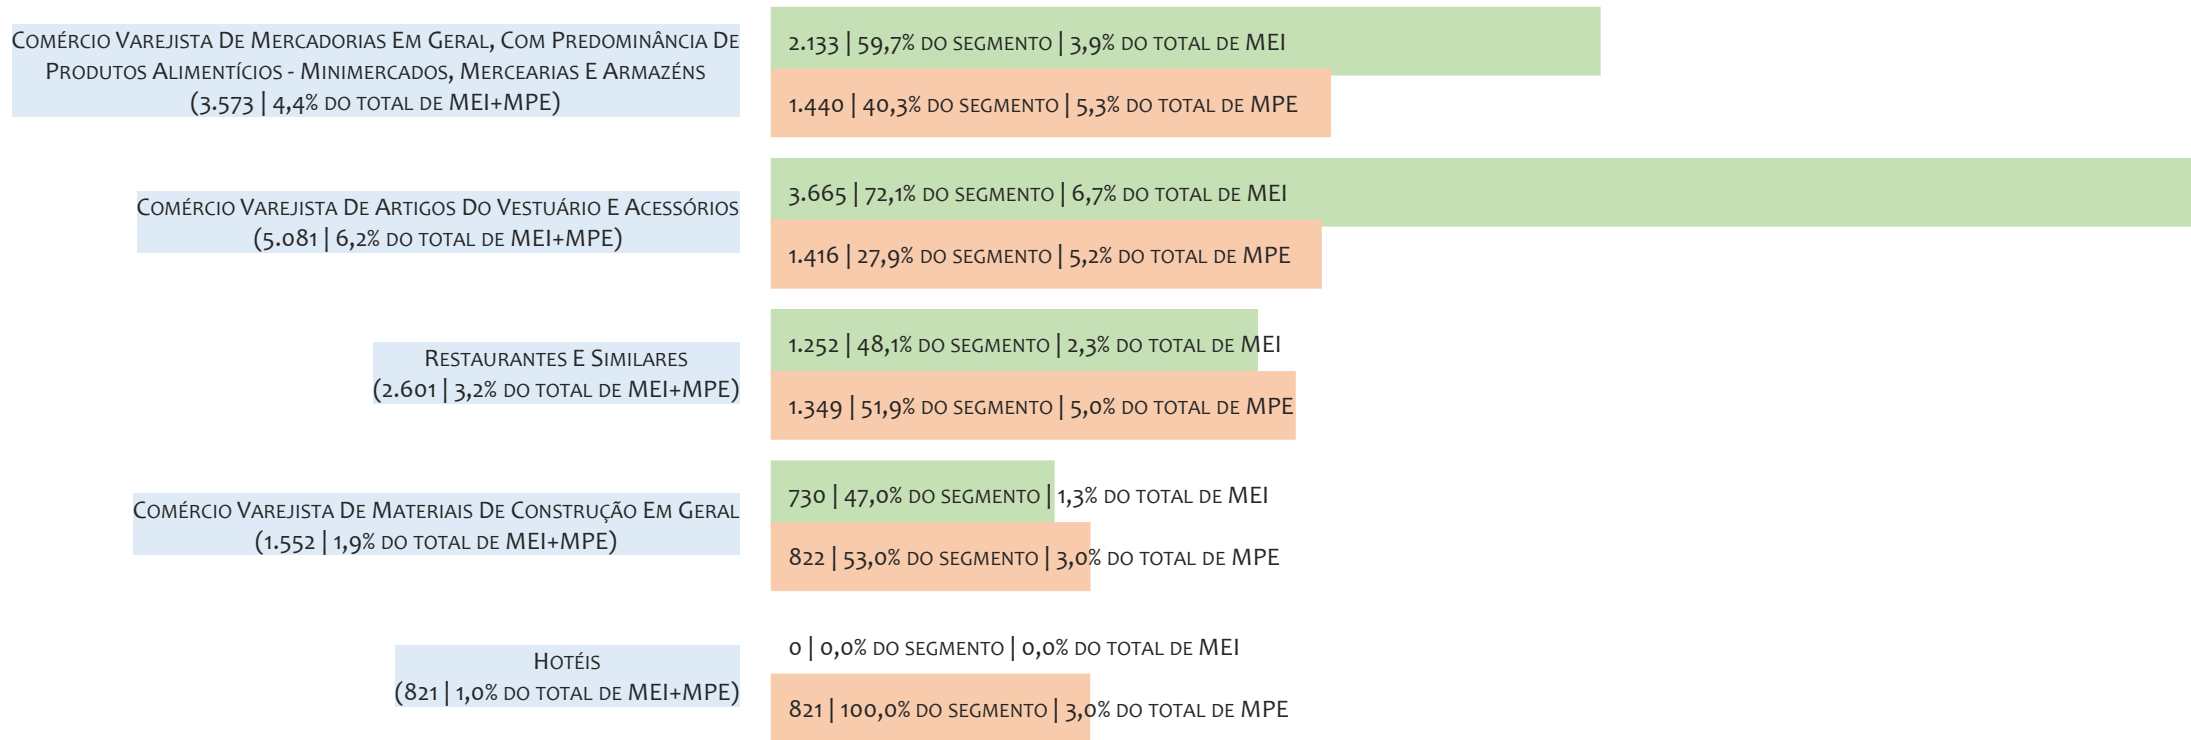 Comércio Varejista De Mercadorias Em Geral, Com Predominância De
Produtos Alimentícios - Minimercados, Mercearias E Armazéns
(3.573 | 4,4% do total de MEI+MPE)
2.133 | 59,7% do segmento | 3,9% do total de MEI
1.440 | 40,3% do segmento | 5,3% do total de MPE
Comércio Varejista De Artigos Do Vestuário E Acessórios
(5.081 | 6,2% do total de MEI+MPE)
3.665 | 72,1% do segmento | 6,7% do total de MEI
1.416 | 27,9% do segmento | 5,2% do total de MPE
Restaurantes E Similares
(2.601 | 3,2% do total de MEI+MPE)
1.252 | 48,1% do segmento | 2,3% do total de MEI
1.349 | 51,9% do segmento | 5,0% do total de MPE
Comércio Varejista De Materiais De Construção Em Geral
(1.552 | 1,9% do total de MEI+MPE)
730 | 47,0% do segmento | 1,3% do total de MEI
822 | 53,0% do segmento | 3,0% do total de MPE
Hotéis
(821 | 1,0% do total de MEI+MPE)
0 | 0,0% do segmento | 0,0% do total de MEI
821 | 100,0% do segmento | 3,0% do total de MPE